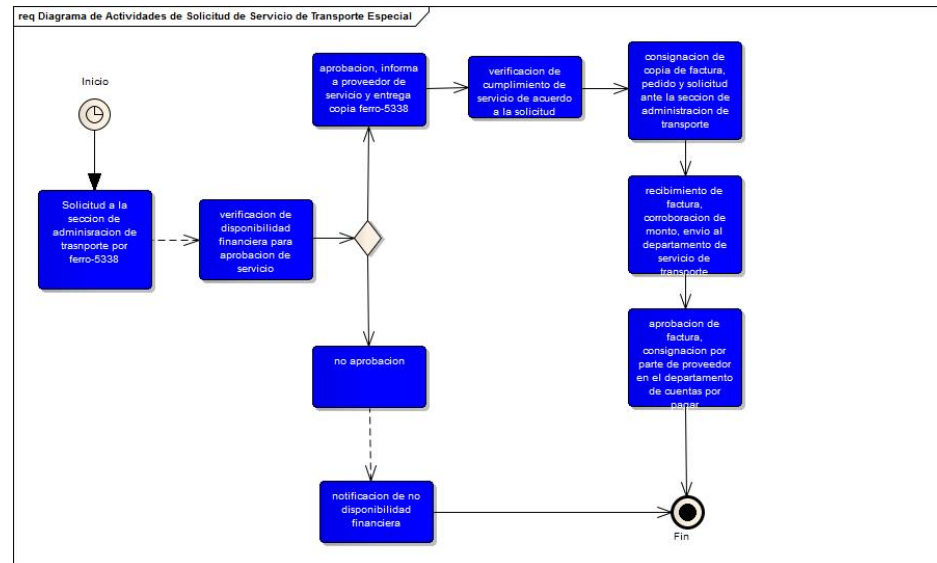 req Diagrama de Actividades de Solicitud de Servicio de Transporte Especial
Inicio
Solicitud a la
seccion de
adminisracion de
trasnporte por
ferro-5338
verificacion de
disponibilidad
financiera para
aprobacion de
servicio
aprobacion, informa
a proveedor de
servicio y entrega
copia ferro-5338
verificacion de
cumplimiento de
servicio de acuerdo
a la solicitud
consignacion de
copia de factura,
pedido y solicitud
ante la seccion de
administracion de
transporte
recibimiento de
factura,
corroboracion de
monto, envio al
departamento de
servicio de
transporte
aprobacion de
factura,
consignacion por
parte de proveedor
en el departamento
de cuentas por
pagar
no aprobacion
notificacion de no
disponibilidad
financiera
Fin